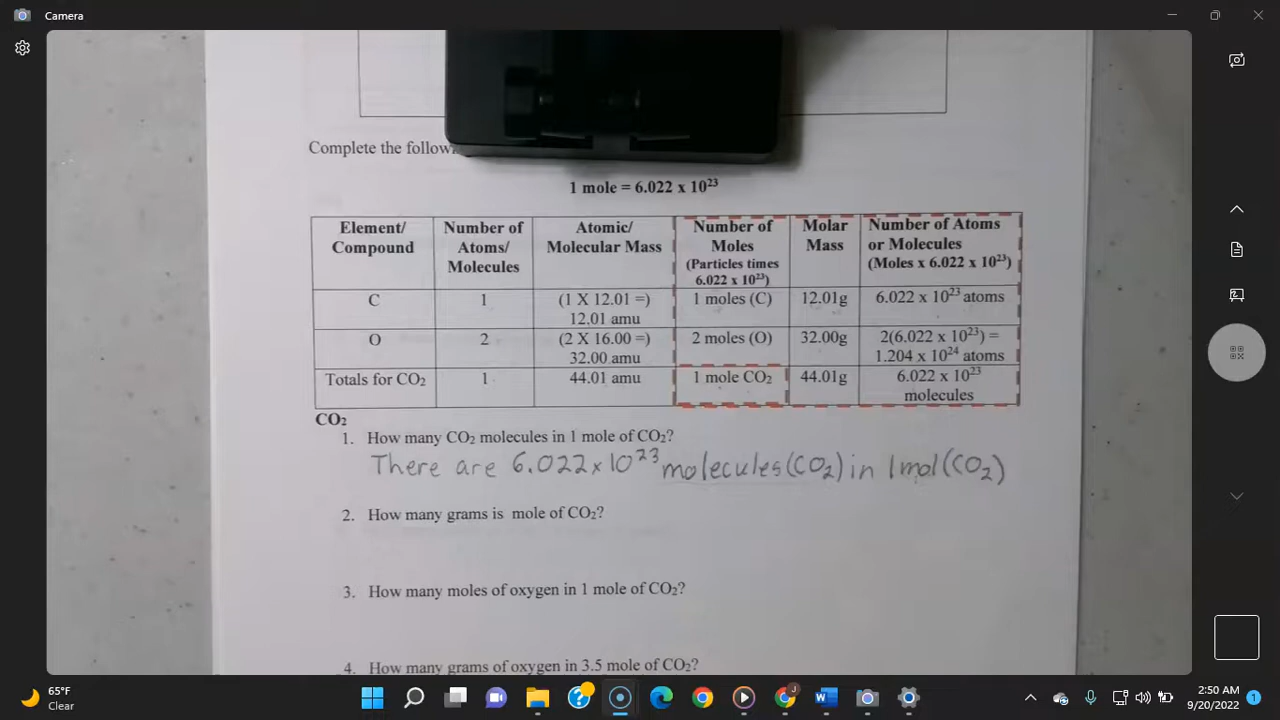 Camera
Complete the follow
1 mole = 6.022 x 10²³
Element/ Compound | Number of Atoms/ Molecules | Atomic/ Molecular Mass | Number of Moles (Particles times 6.022 x 10²³) | Molar Mass | Number of Atoms or Molecules (Moles x 6.022 x 10²³)
C | 1 | (1 X 12.01 =) 12.01 amu | 1 moles (C) | 12.01g | 6.022 x 10²³ atoms
O | 2 | (2 X 16.00 =) 32.00 amu | 2 moles (O) | 32.00g | 2(6.022 x 10²³) = 1.204 x 10²⁴ atoms
Totals for CO₂ | 1 | 44.01 amu | 1 mole CO₂ | 44.01g | 6.022 x 10²³ molecules
CO₂
1. How many CO₂ molecules in 1 mole of CO₂?
There are 6.022x10²³ molecules(CO₂) in 1mol(CO₂)
2. How many grams is mole of CO₂?
3. How many moles of oxygen in 1 mole of CO₂?
4. How many grams of oxygen in 3.5 mole of CO₂?
65°F
Clear
2:50 AM
9/20/2022
1